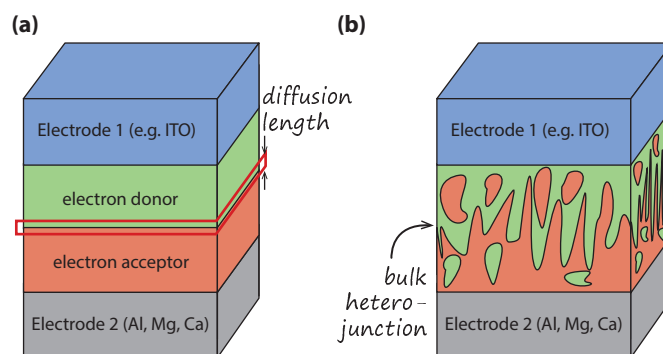 (a)
Electrode 1 (e.g. ITO)
electron donor
electron acceptor
Electrode 2 (Al, Mg, Ca)
diffusion
length
(b)
Electrode 1 (e.g. ITO)
bulk
hetero-
junction
Electrode 2 (Al, Mg, Ca)